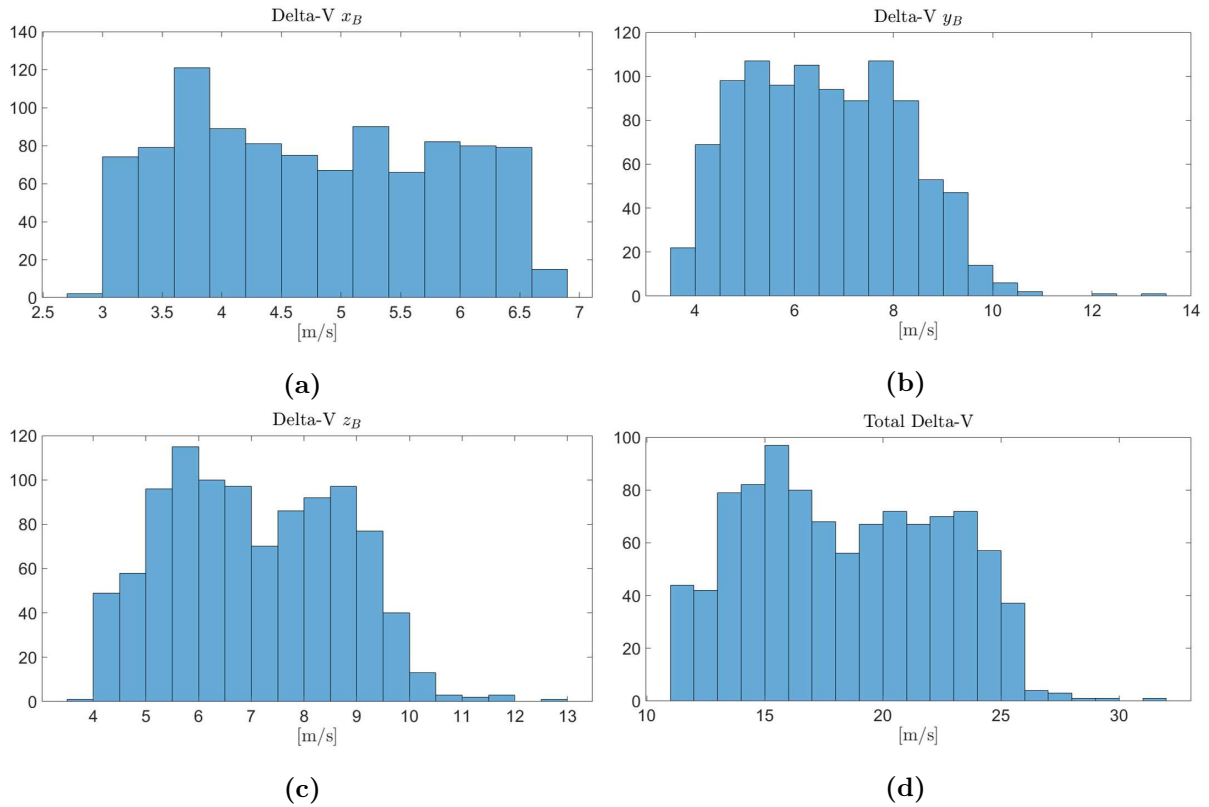 Delta-V x_B
140
120
100
80
60
40
20
0
2.5 3 3.5 4 4.5 5 5.5 6 6.5 7
[m/s]
(a)
Delta-V y_B
120
100
80
60
40
20
0
4 6 8 10 12 14
[m/s]
(b)
Delta-V z_B
120
100
80
60
40
20
0
4 5 6 7 8 9 10 11 12 13
[m/s]
(c)
Total Delta-V
100
80
60
40
20
0
10 15 20 25 30
[m/s]
(d)